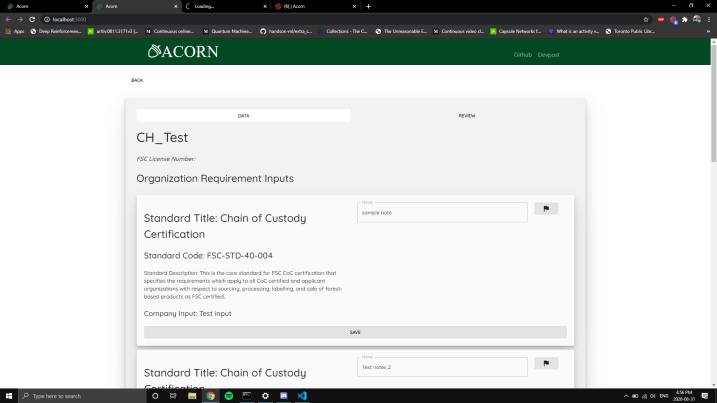 Acorn
Acorn
Loading...
(5) | Acorn
localhost:3000
Apps
Deep Reinforcemen...
arXiv:0811.3171v3 [...
Continuous online...
Quantum Machine...
handson-ml/extra_c...
Collections - The C...
The Unreasonable E...
Continuous video cl...
Capsule Networks f...
What is an activity s...
Toronto Public Libr...
ACORN
Github
Devpost
BACK
DATA
REVIEW
CH_Test
FSC License Number:
Organization Requirement Inputs
Standard Title: Chain of Custody
Certification
Notes
sample note
Standard Code: FSC-STD-40-004
Standard Description: This is the core standard for FSC CoC certification that
specifies the requirements which apply to all CoC certified and applicant
organizations with respect to sourcing, processing, labelling, and sale of forest-
based products as FSC certified.
Company Input: Test input
SAVE
Standard Title: Chain of Custody
Certification
Notes
Test notes 2
Type here to search
ENG
4:56 PM
2020-08-31